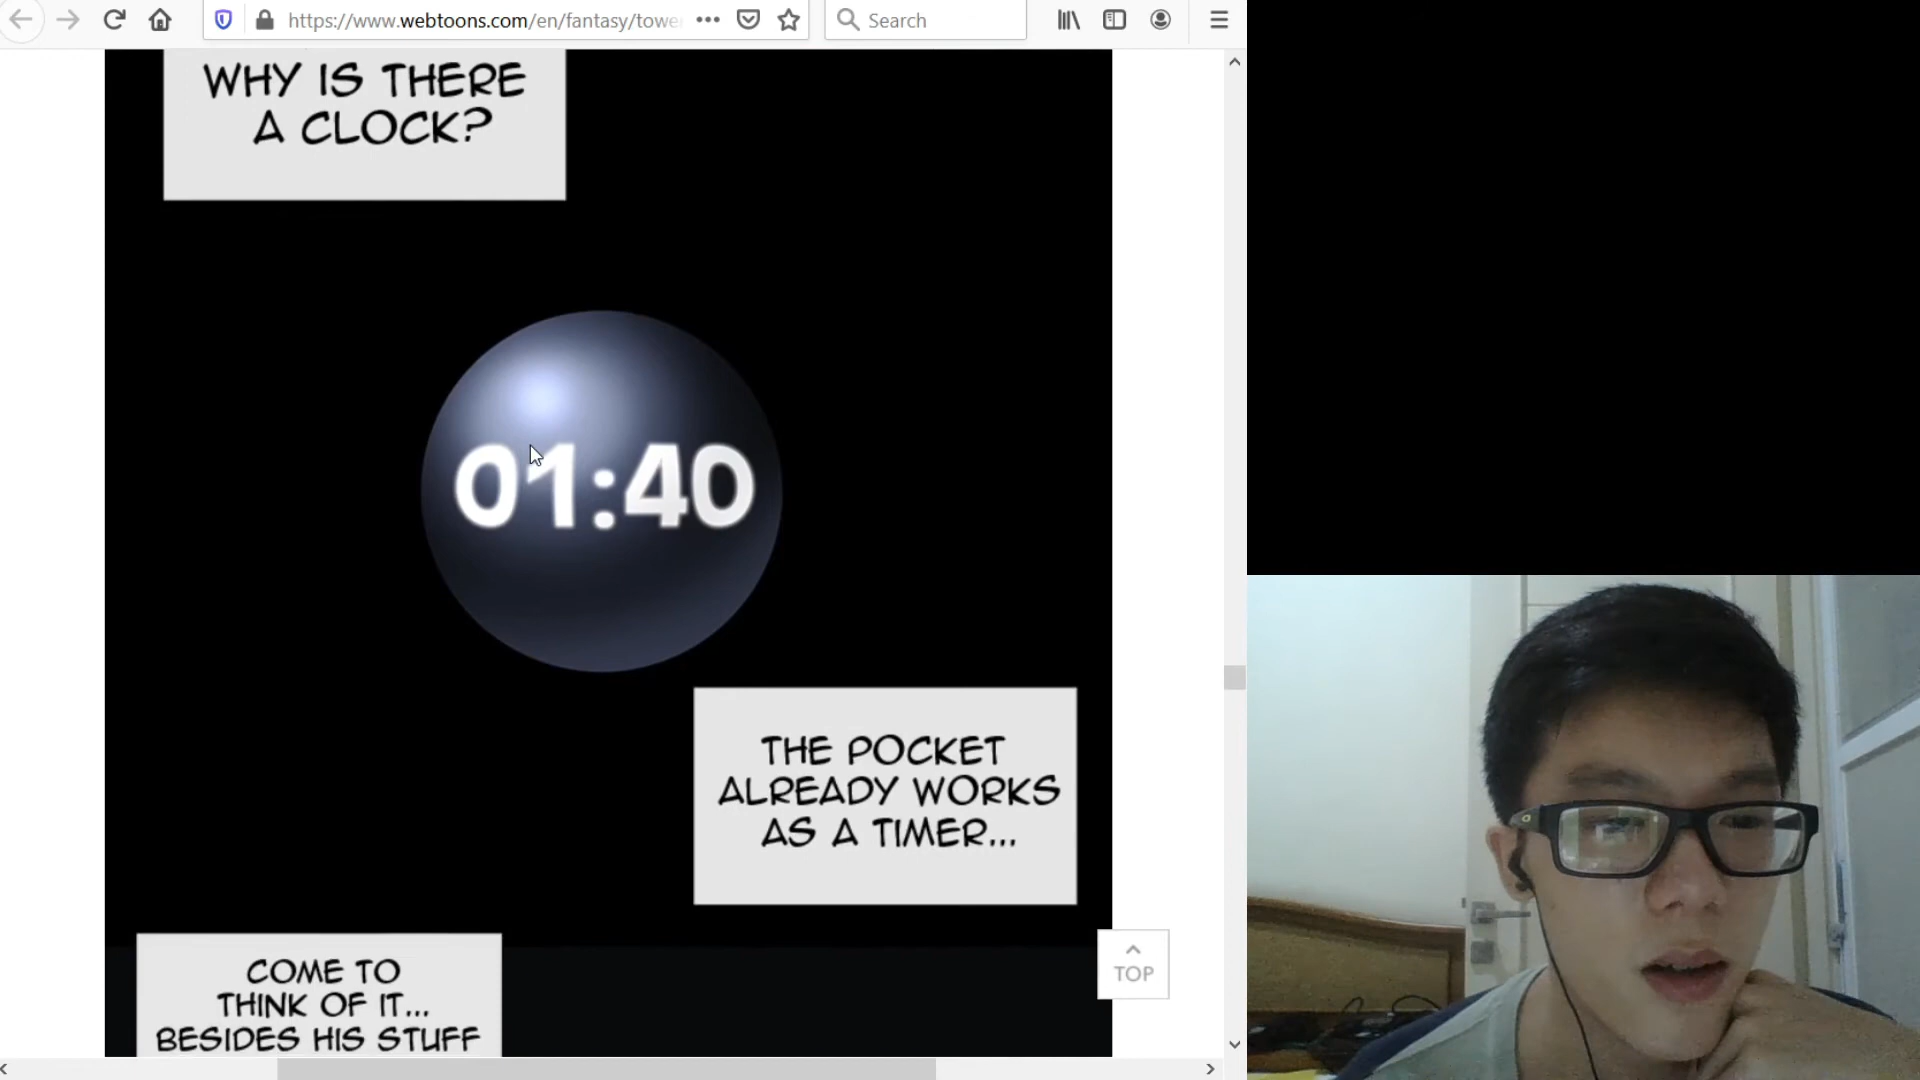 https://www.webtoons.com/en/fantasy/towe
Search
WHY IS THERE
A CLOCK?
01:40
THE POCKET
ALREADY WORKS
AS A TIMER...
COME TO
THINK OF IT...
BESIDES HIS STUFF
TOP